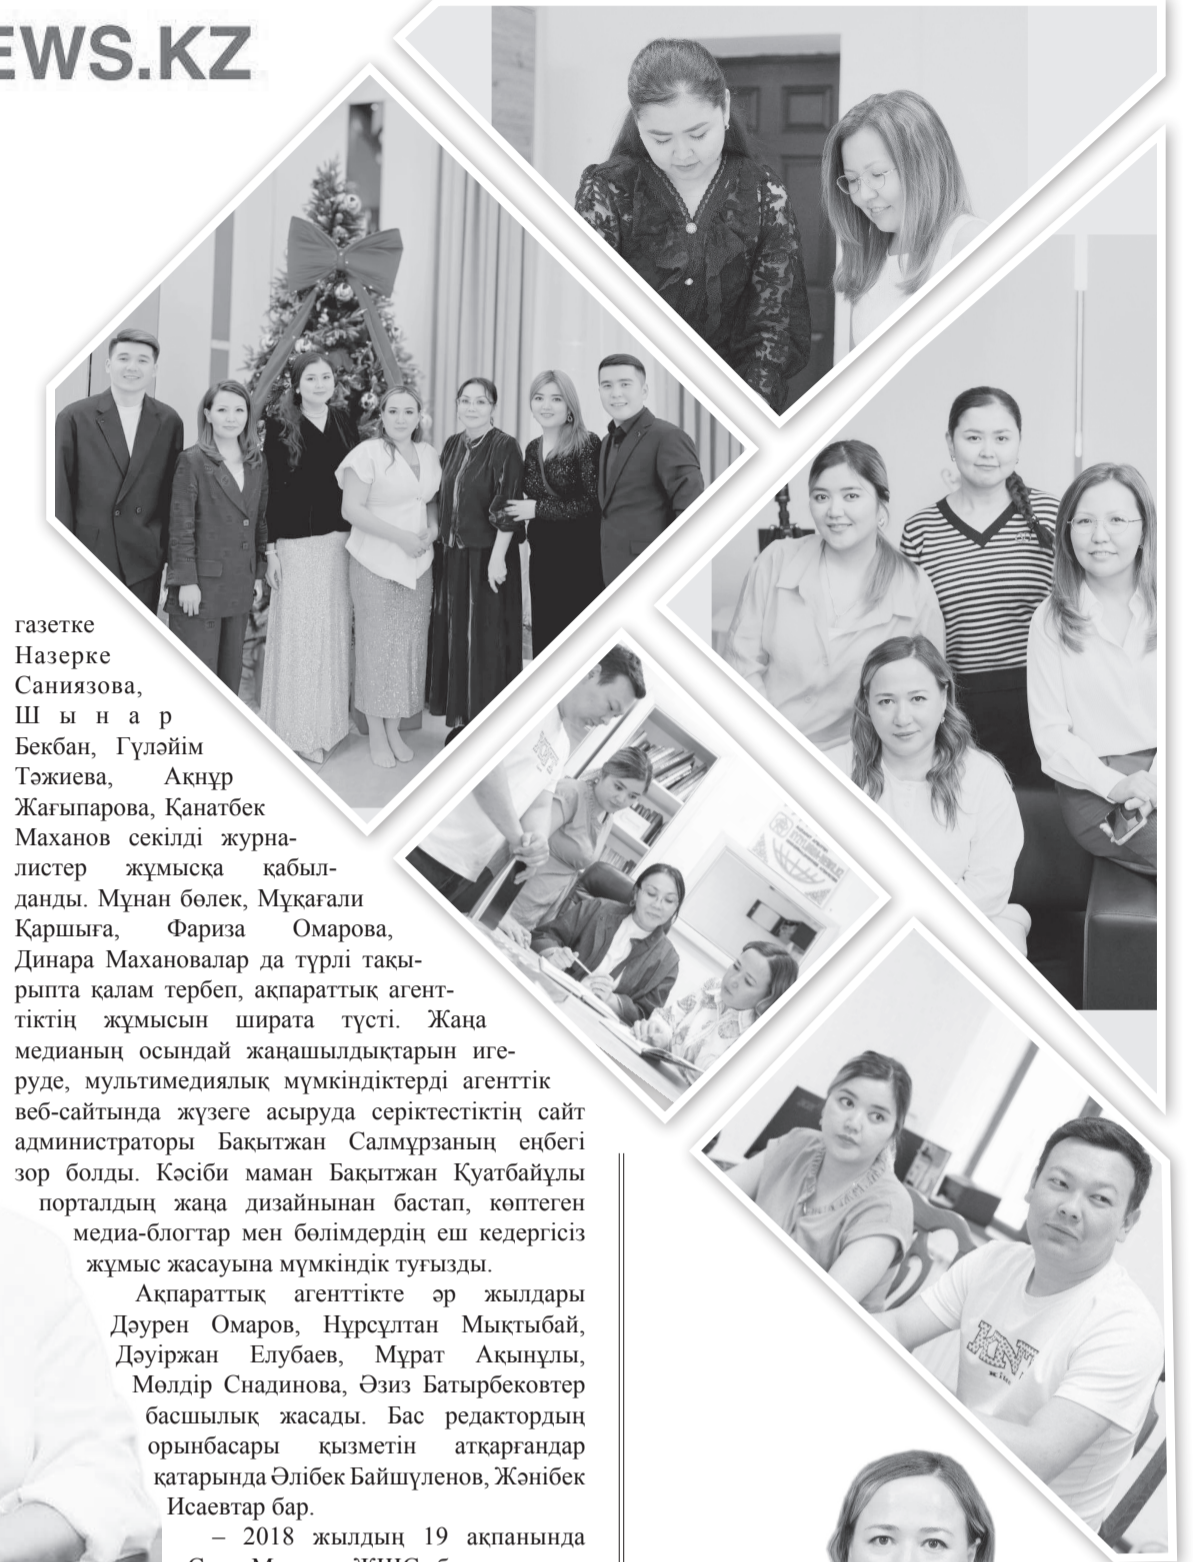 EWS.KZ
газетке
Назерке
Саниязова,
Шынар
Бекбан, Гүләйім
Тәжиева, Ақнұр
Жағыпарова, Қанатбек
Маханов секілді журна-
листер жұмысқа қабыл-
данды. Мұнан бөлек, Мұқағали
Қаршыға, Фариза Омарова,
Динара Махановалар да түрлі тақы-
рыпта қалам тербеп, ақпараттық агент-
тіктің жұмысын ширата түсті. Жаңа
медианың осындай жаңашылдықтарын иге-
руде, мультимедиялық мүмкіндіктерді агенттік
веб-сайтында жүзеге асыруда серіктестіктің сайт
администраторы Бақытжан Салмұрзаның еңбегі
зор болды. Кәсіби маман Бақытжан Қуатбайұлы
порталдың жаңа дизайнынан бастап, көптеген
медиа-блогтар мен бөлімдердің еш кедергісіз
жұмыс жасауына мүмкіндік туғызды.
Ақпараттық агенттікте әр жылдары
Дәурен Омаров, Нұрсұлтан Мықтыбай,
Дәуіржан Елубаев, Мұрат Ақынұлы,
Мөлдір Снадинова, Әзиз Батырбековтер
басшылық жасады. Бас редактордың
орынбасары қызметін атқарғандар
қатарында Әлібек Байшүленов, Жәнібек
Исаевтар бар.
– 2018 жылдың 19 ақпанында